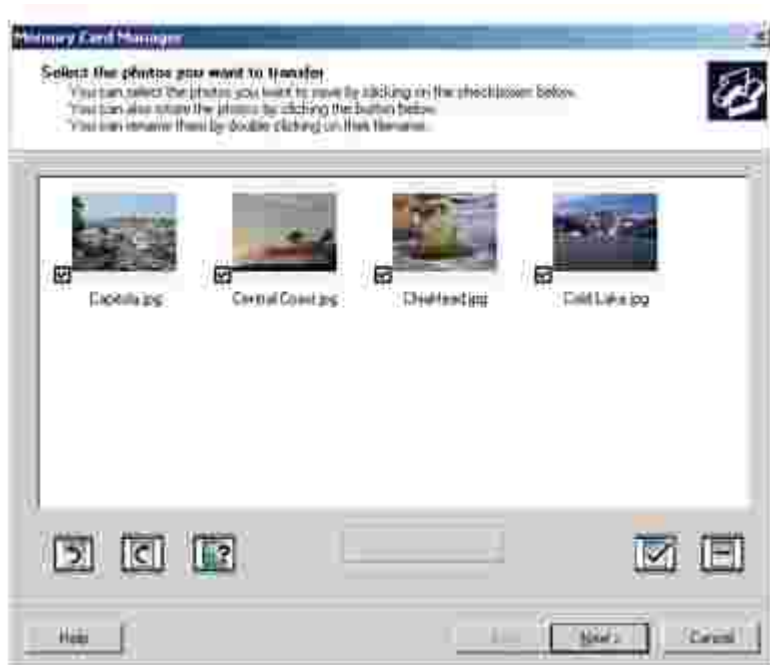 Memory Card Manager
Select the photos you want to transfer
You can select the photos you want to save by clicking on the checkboxes below.
You can also rotate the photos by clicking the button below.
You can rename them by double clicking on their filename.
Capitola.jpg
Central Coast.jpg
Cold Lake.jpg
?
Help
Next >
Cancel